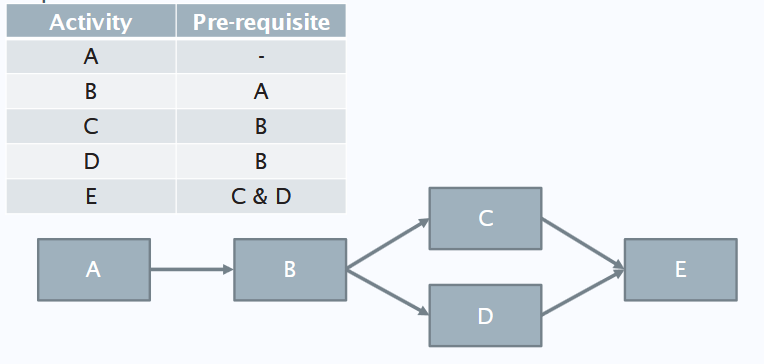 Activity Pre-requisite
A -
B A
C B
D B
E C & D
C
A B E
D